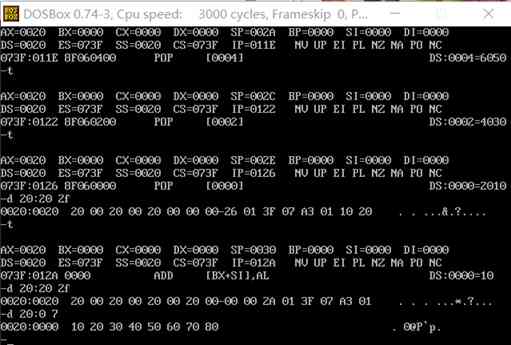 DOSBox 0.74-3, Cpu speed:    3000 cycles, Frameskip  0, P...
AX=0020  BX=0000  CX=0000  DX=0000  SP=002A  BP=0000  SI=0000  DI=0000
DS=0020  ES=073F  SS=0020  CS=073F  IP=011E   NV UP EI PL NZ NA PO NC
073F:011E 8F060400      POP     [0004]                             DS:0004=6050
-t
AX=0020  BX=0000  CX=0000  DX=0000  SP=002C  BP=0000  SI=0000  DI=0000
DS=0020  ES=073F  SS=0020  CS=073F  IP=0122   NV UP EI PL NZ NA PO NC
073F:0122 8F060200      POP     [0002]                             DS:0002=4030
-t
AX=0020  BX=0000  CX=0000  DX=0000  SP=002E  BP=0000  SI=0000  DI=0000
DS=0020  ES=073F  SS=0020  CS=073F  IP=0126   NV UP EI PL NZ NA PO NC
073F:0126 8F060000      POP     [0000]                             DS:0000=2010
-d 20:20 2f
0020:0020  20 00 20 00 20 00 00 00-26 01 3F 07 A3 01 10 20    . . ...&.?....
-t
AX=0020  BX=0000  CX=0000  DX=0000  SP=0030  BP=0000  SI=0000  DI=0000
DS=0020  ES=073F  SS=0020  CS=073F  IP=012A   NV UP EI PL NZ NA PO NC
073F:012A 0000          ADD     [BX+SI],AL                         DS:0000=10
-d 20:20 2f
0020:0020  20 00 20 00 20 00 20 00-00 00 2A 01 3F 07 A3 01    . . . ...*.?...
-d 20:0 7
0020:0000  10 20 30 40 50 60 70 80                            . 0@P`p.
-